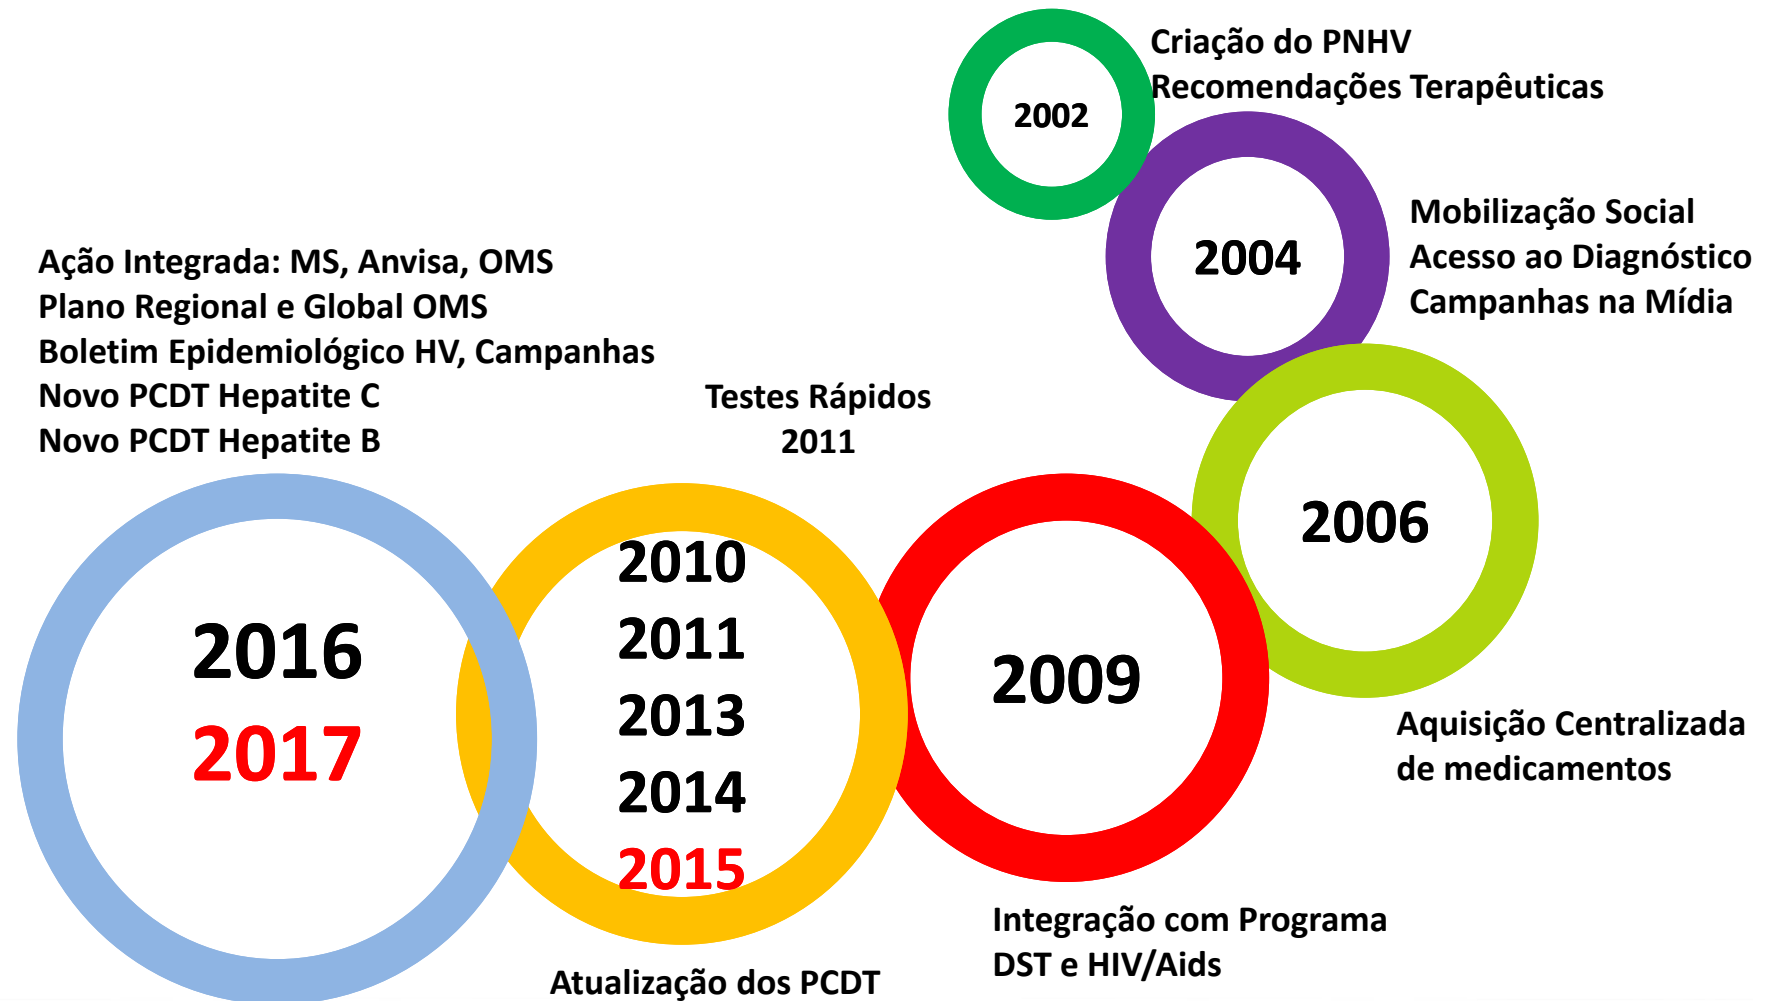 2002
Criação do PNHV
Recomendações Terapêuticas
2004
Mobilização Social
Acesso ao Diagnóstico
Campanhas na Mídia
2006
Aquisição Centralizada
de medicamentos
2009
Integração com Programa
DST e HIV/Aids
Testes Rápidos
2011
2010
2011
2013
2014
2015
Atualização dos PCDT
Ação Integrada: MS, Anvisa, OMS
Plano Regional e Global OMS
Boletim Epidemiológico HV, Campanhas
Novo PCDT Hepatite C
Novo PCDT Hepatite B
2016
2017